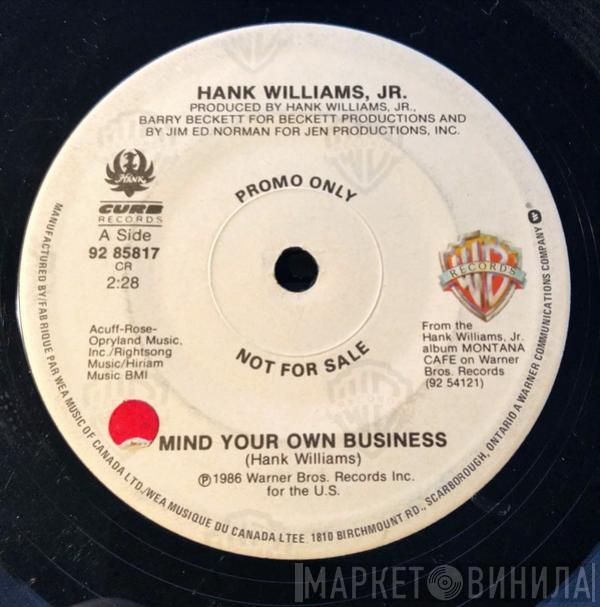 HANK WILLIAMS, JR.
PRODUCED BY HANK WILLIAMS, JR.,
BARRY BECKETT FOR BECKETT PRODUCTIONS AND
BY JIM ED NORMAN FOR JEN PRODUCTIONS, INC.
HANK
CURB
RECORDS
A Side
92 85817
CR
2:28
PROMO ONLY
NOT FOR SALE
WB
RECORDS
Acuff-Rose-
Opryland Music,
Inc./Rightsong
Music/Hiriam
Music BMI
From the
Hank Williams, Jr.
album MONTANA
CAFE on Warner
Bros. Records
(92 54121)
MIND YOUR OWN BUSINESS
(Hank Williams)
℗1986 Warner Bros. Records Inc.
for the U.S.
MANUFACTURED BY/FABRIQUE PAR WEA MUSIC OF CANADA LTD./WEA MUSIQUE DU CANADA LTEE 1810 BIRCHMOUNT RD., SCARBOROUGH, ONTARIO A WARNER COMMUNICATIONS COMPANY
МАРКЕТ ВИНИЛА